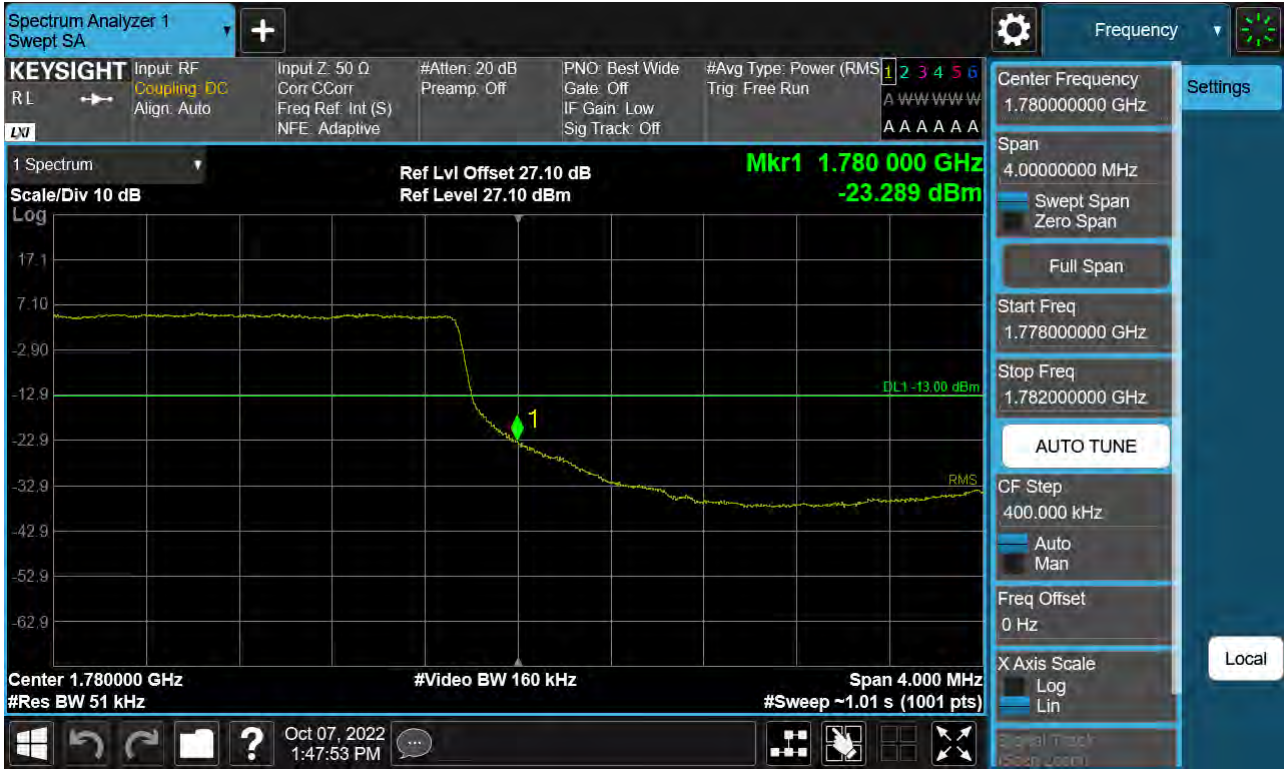 Spectrum Analyzer 1
Swept SA
+
Frequency
KEYSIGHT
RL
LXI
Input: RF
Coupling: DC
Align: Auto
Input Z: 50 Ω
Corr CCorr
Freq Ref: Int (S)
NFE: Adaptive
#Atten: 20 dB
Preamp: Off
PNO: Best Wide
Gate: Off
IF Gain: Low
Sig Track: Off
#Avg Type: Power (RMS
Trig: Free Run
1 2 3 4 5 6
A W W W W W
A A A A A A
1 Spectrum
Scale/Div 10 dB
Log
Ref Lvl Offset 27.10 dB
Ref Level 27.10 dBm
Mkr1 1.780 000 GHz
-23.289 dBm
17.1
7.10
-2.90
-12.9
-22.9
-32.9
-42.9
-52.9
-62.9
DL1 -13.00 dBm
1
RMS
Center 1.780000 GHz
#Res BW 51 kHz
#Video BW 160 kHz
Span 4.000 MHz
#Sweep ~1.01 s (1001 pts)
Center Frequency
1.780000000 GHz
Settings
Span
4.00000000 MHz
Swept Span
Zero Span
Full Span
Start Freq
1.778000000 GHz
Stop Freq
1.782000000 GHz
AUTO TUNE
CF Step
400.000 kHz
Auto
Man
Freq Offset
0 Hz
X Axis Scale
Log
Lin
Local
Signal Track
(Span Zoom)
?
Oct 07, 2022
1:47:53 PM